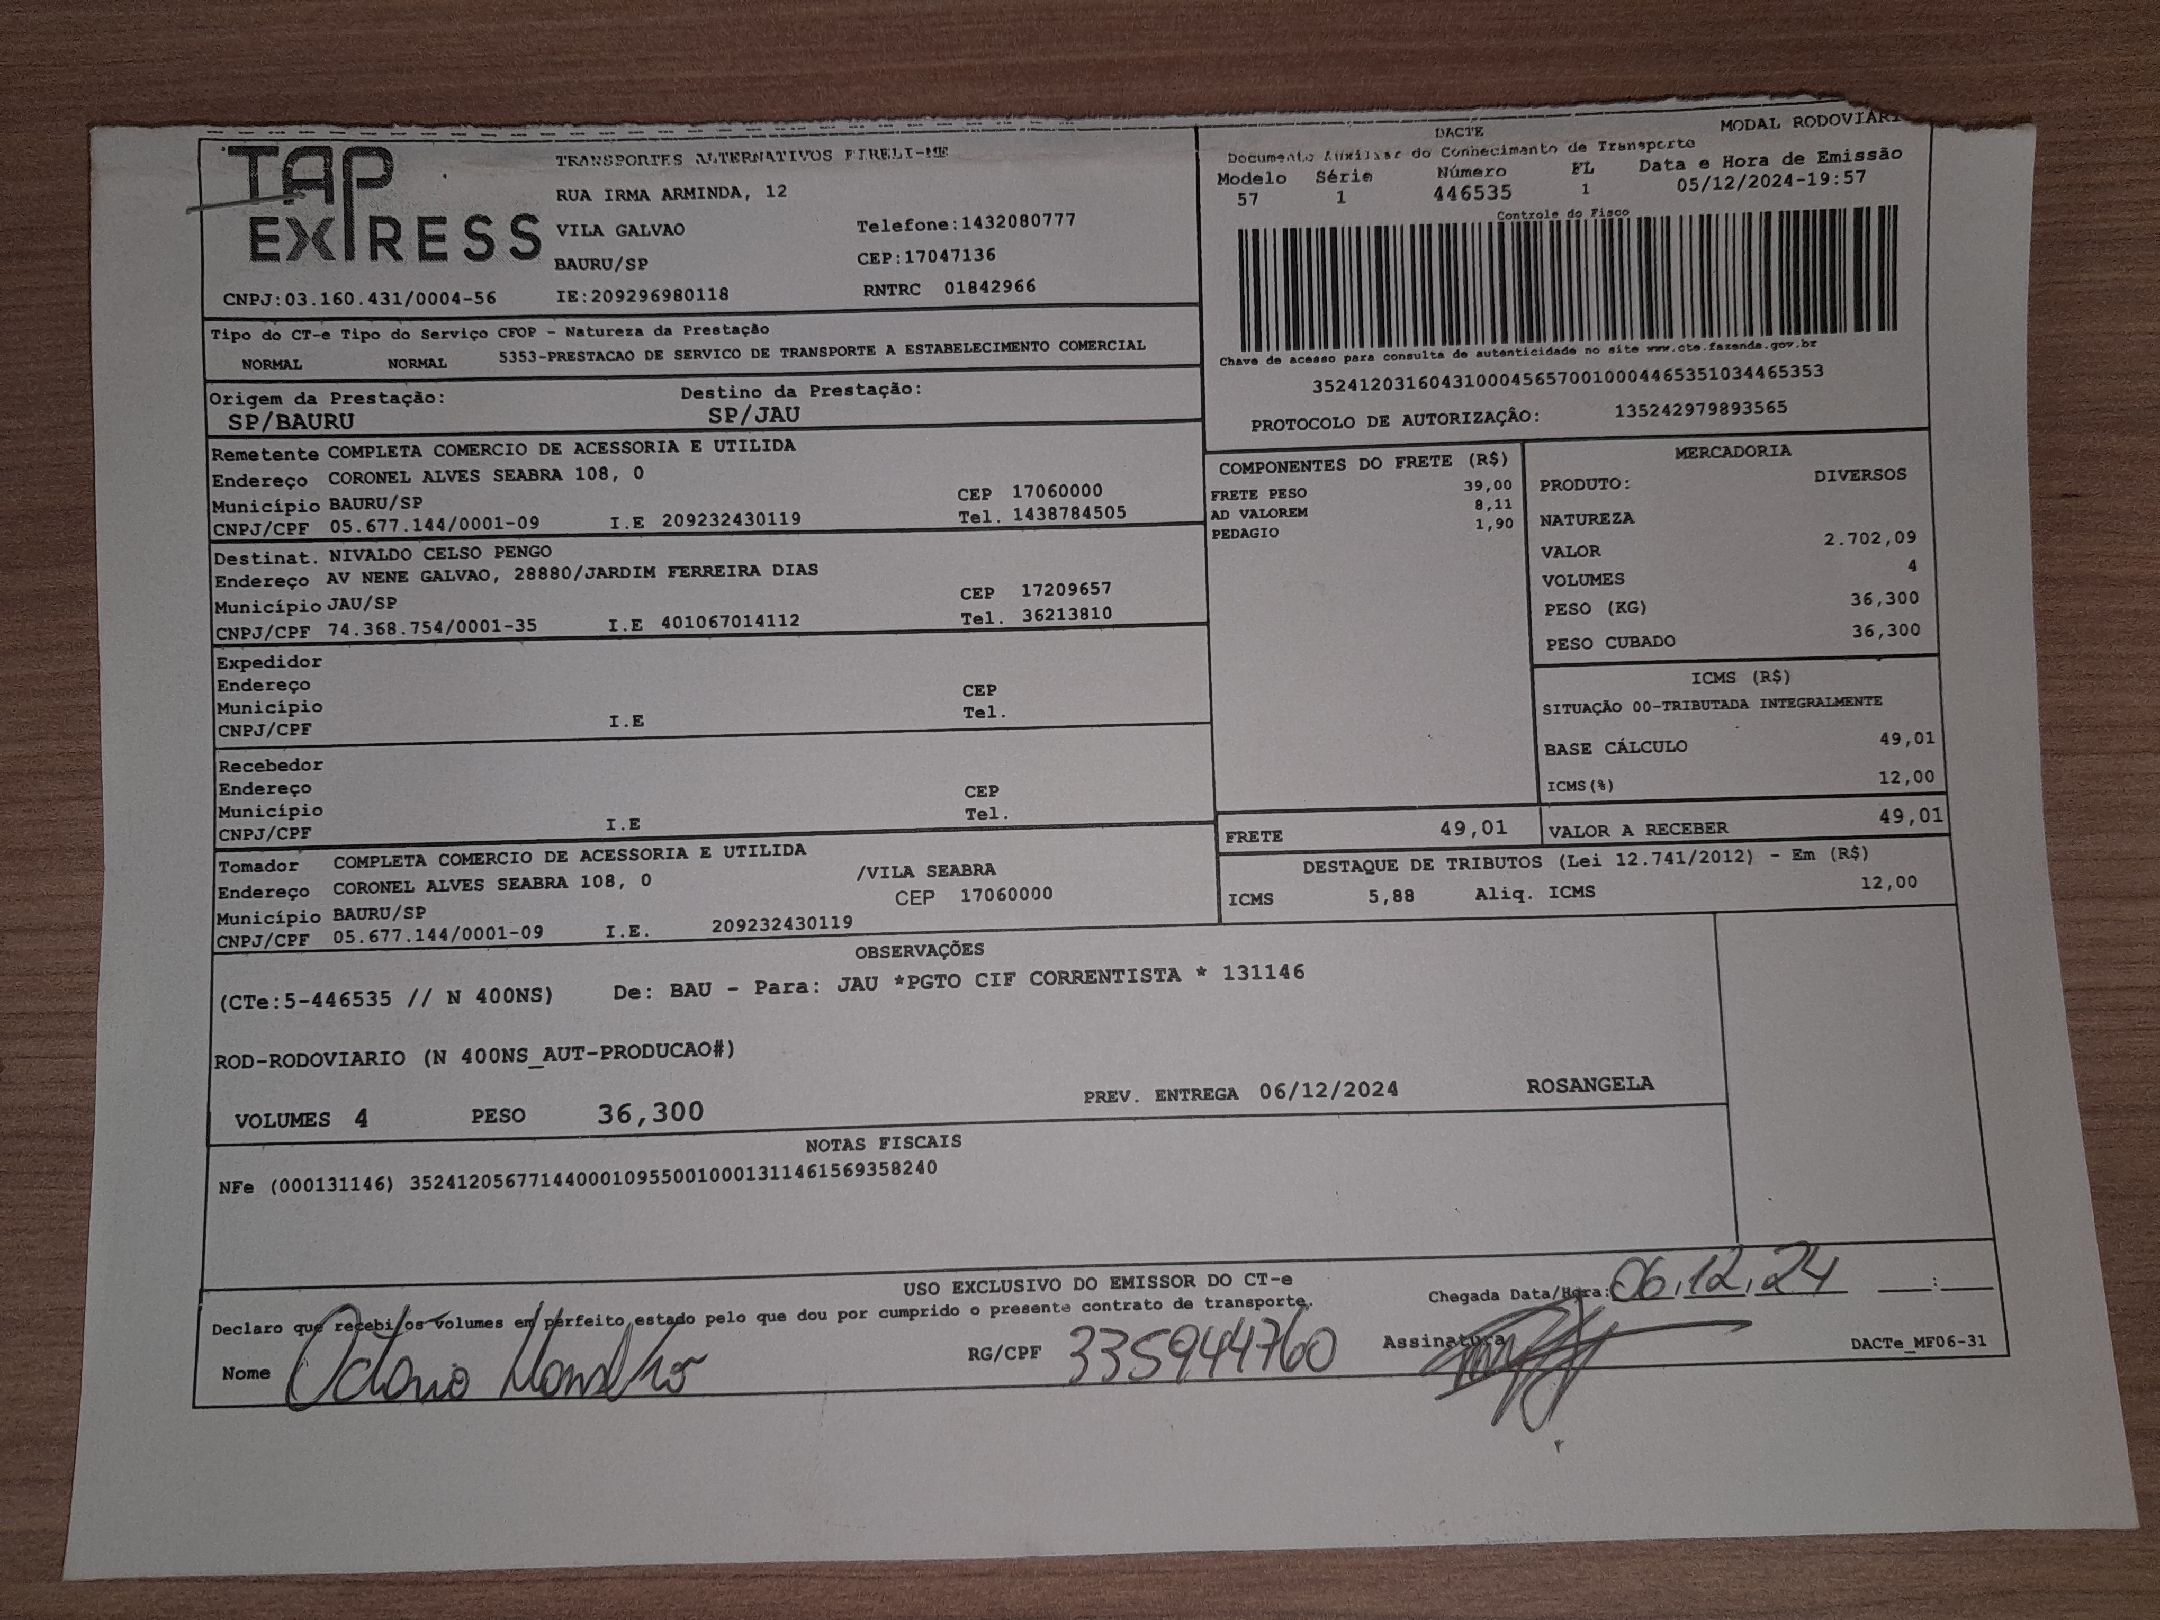 TAP
EXPRESS
CNPJ:03.160.431/0004-56
TRANSPORTES ALTERNATIVOS EIRELI-ME
RUA IRMA ARMINDA, 12
VILA GALVAO Telefone:1432080777
BAURU/SP CEP:17047136
IE:209296980118 RNTRC 01842966
DACTE MODAL RODOVIARI
Documento Auxiliar do Conhecimento de Transporte
Modelo Série Número FL Data e Hora de Emissão
57 1 446535 1 05/12/2024-19:57
Controle do Fisco
Chave de acesso para consulta de autenticidade no site www.cte.fazenda.gov.br
35241203160431000456570010004465351034465353
PROTOCOLO DE AUTORIZAÇÃO: 135242979893565
Tipo do CT-e Tipo do Serviço CFOP - Natureza da Prestação
NORMAL NORMAL 5353-PRESTACAO DE SERVICO DE TRANSPORTE A ESTABELECIMENTO COMERCIAL
Origem da Prestação: Destino da Prestação:
SP/BAURU SP/JAU
Remetente COMPLETA COMERCIO DE ACESSORIA E UTILIDA
Endereço CORONEL ALVES SEABRA 108, 0
Município BAURU/SP CEP 17060000
CNPJ/CPF 05.677.144/0001-09 I.E 209232430119 Tel. 1438784505
Destinat. NIVALDO CELSO PENGO
Endereço AV NENE GALVAO, 28880/JARDIM FERREIRA DIAS
Município JAU/SP CEP 17209657
CNPJ/CPF 74.368.754/0001-35 I.E 401067014112 Tel. 36213810
Expedidor
Endereço
Município CEP
CNPJ/CPF I.E Tel.
Recebedor
Endereço
Município CEP
CNPJ/CPF I.E Tel.
Tomador COMPLETA COMERCIO DE ACESSORIA E UTILIDA
Endereço CORONEL ALVES SEABRA 108, 0 /VILA SEABRA
Município BAURU/SP CEP 17060000
CNPJ/CPF 05.677.144/0001-09 I.E. 209232430119
COMPONENTES DO FRETE (R$)
FRETE PESO 39,00
AD VALOREM 8,11
PEDAGIO 1,90
MERCADORIA
PRODUTO: DIVERSOS
NATUREZA
VALOR 2.702,09
VOLUMES 4
PESO (KG) 36,300
PESO CUBADO 36,300
ICMS (R$)
SITUAÇÃO 00-TRIBUTADA INTEGRALMENTE
BASE CÁLCULO 49,01
ICMS(%) 12,00
FRETE 49,01 VALOR A RECEBER 49,01
DESTAQUE DE TRIBUTOS (Lei 12.741/2012) - Em (R$)
ICMS 5,88 Aliq. ICMS 12,00
OBSERVAÇÕES
(CTe:5-446535 // N 400NS) De: BAU - Para: JAU *PGTO CIF CORRENTISTA * 131146
ROD-RODOVIARIO (N 400NS_AUT-PRODUCAO#)
VOLUMES 4 PESO 36,300 PREV. ENTREGA 06/12/2024 ROSANGELA
NOTAS FISCAIS
NFe (000131146) 35241205677144000109550010001311461569358240
USO EXCLUSIVO DO EMISSOR DO CT-e
Declaro que recebi os volumes em perfeito estado pelo que dou por cumprido o presente contrato de transporte.
Chegada Data/Hora: 06.12.24 :
Nome RG/CPF 335944760 Assinatura DACTe_MF06-31